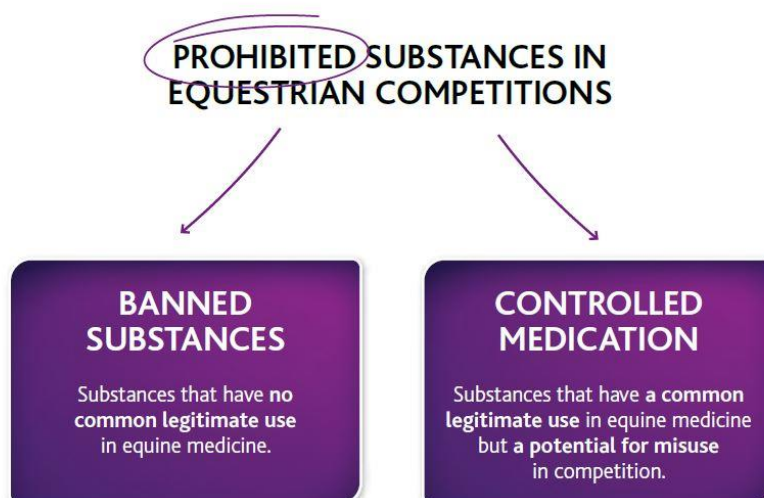 PROHIBITED SUBSTANCES IN
EQUESTRIAN COMPETITIONS
BANNED
SUBSTANCES
Substances that have no
common legitimate use
in equine medicine.
CONTROLLED
MEDICATION
Substances that have a common
legitimate use in equine medicine
but a potential for misuse
in competition.